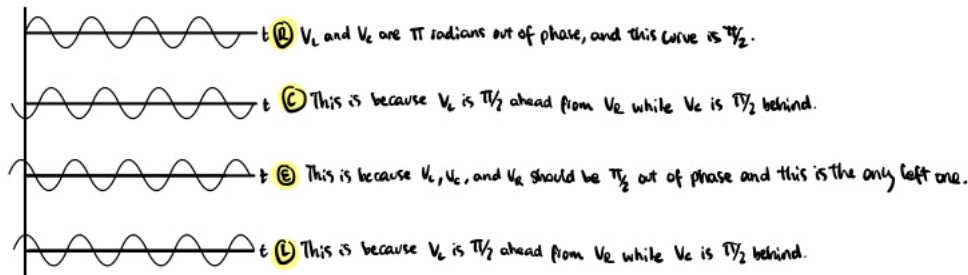 t Ⓡ V_L and V_C are π radians out of phase, and this curve is π/2.
t Ⓒ This is because V_L is π/2 ahead from V_R while V_C is π/2 behind.
t Ⓔ This is because V_L, V_C, and V_R should be π/2 out of phase and this is the only left one.
t Ⓛ This is because V_L is π/2 ahead from V_R while V_C is π/2 behind.